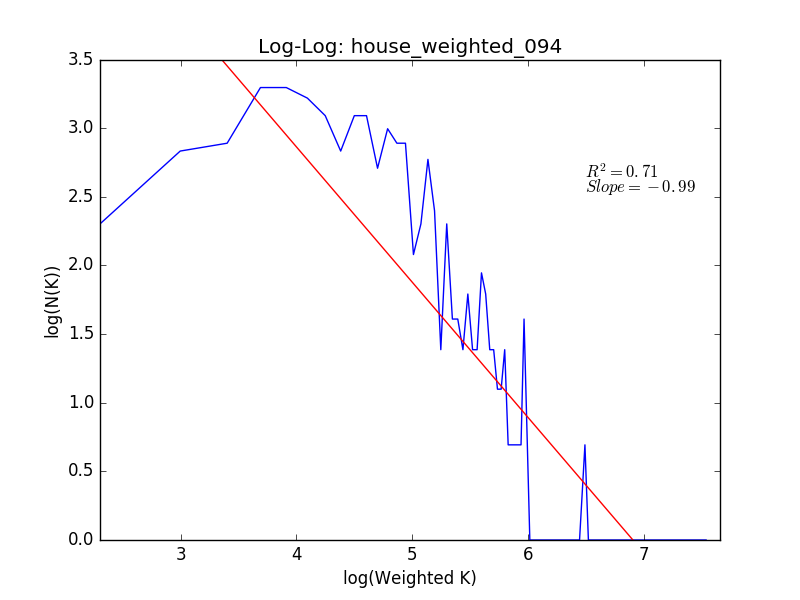 Log-Log: house_weighted_094
3.5
3.0
2.5
2.0
1.5
1.0
0.5
0.0
log(N(K))
R² = 0.71
Slope = −0.99
3 4 5 6 7
log(Weighted K)